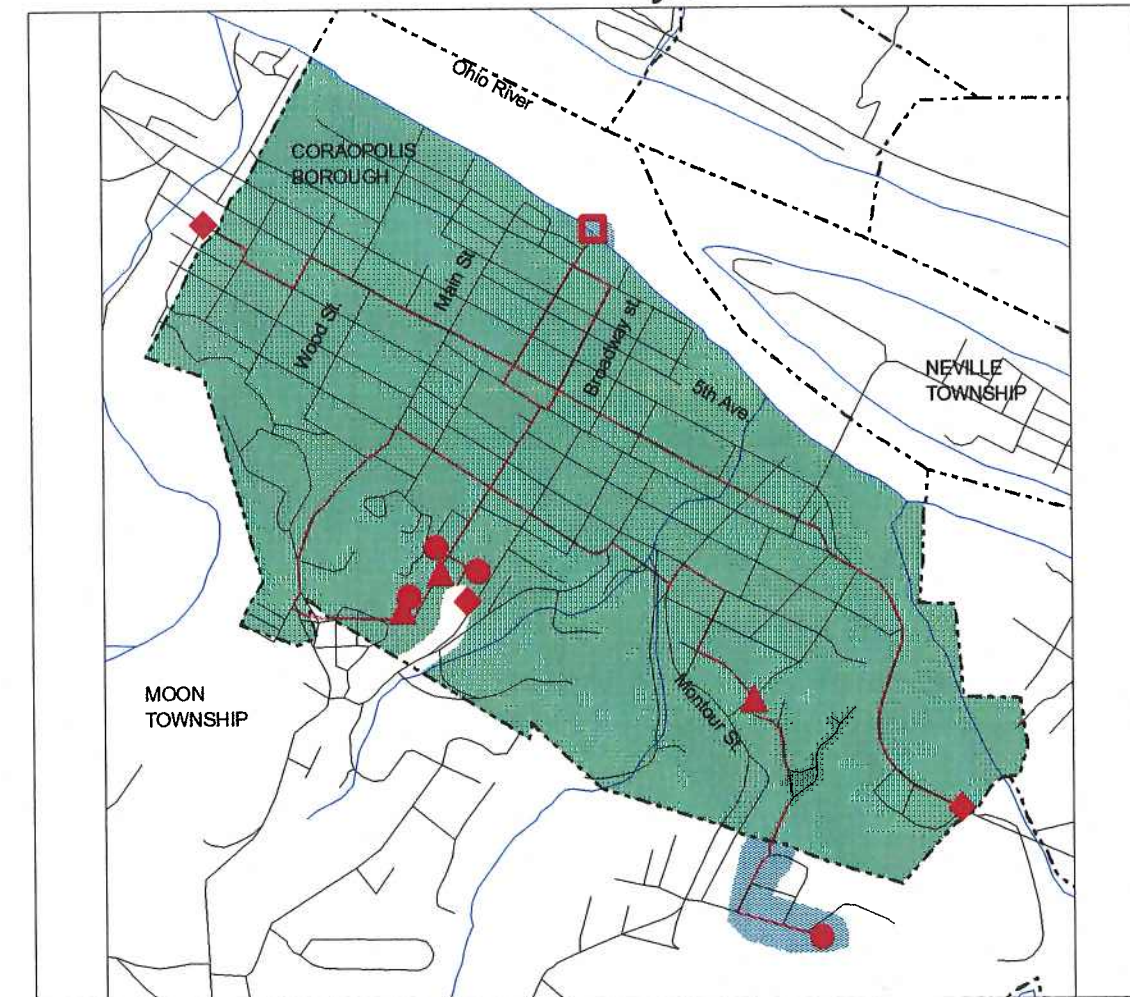 Ohio River
CORAOPOLIS
BOROUGH
Main St.
Wood St.
Broadway st.
5th Ave.
NEVILLE
TOWNSHIP
MOON
TOWNSHIP
Montour St.